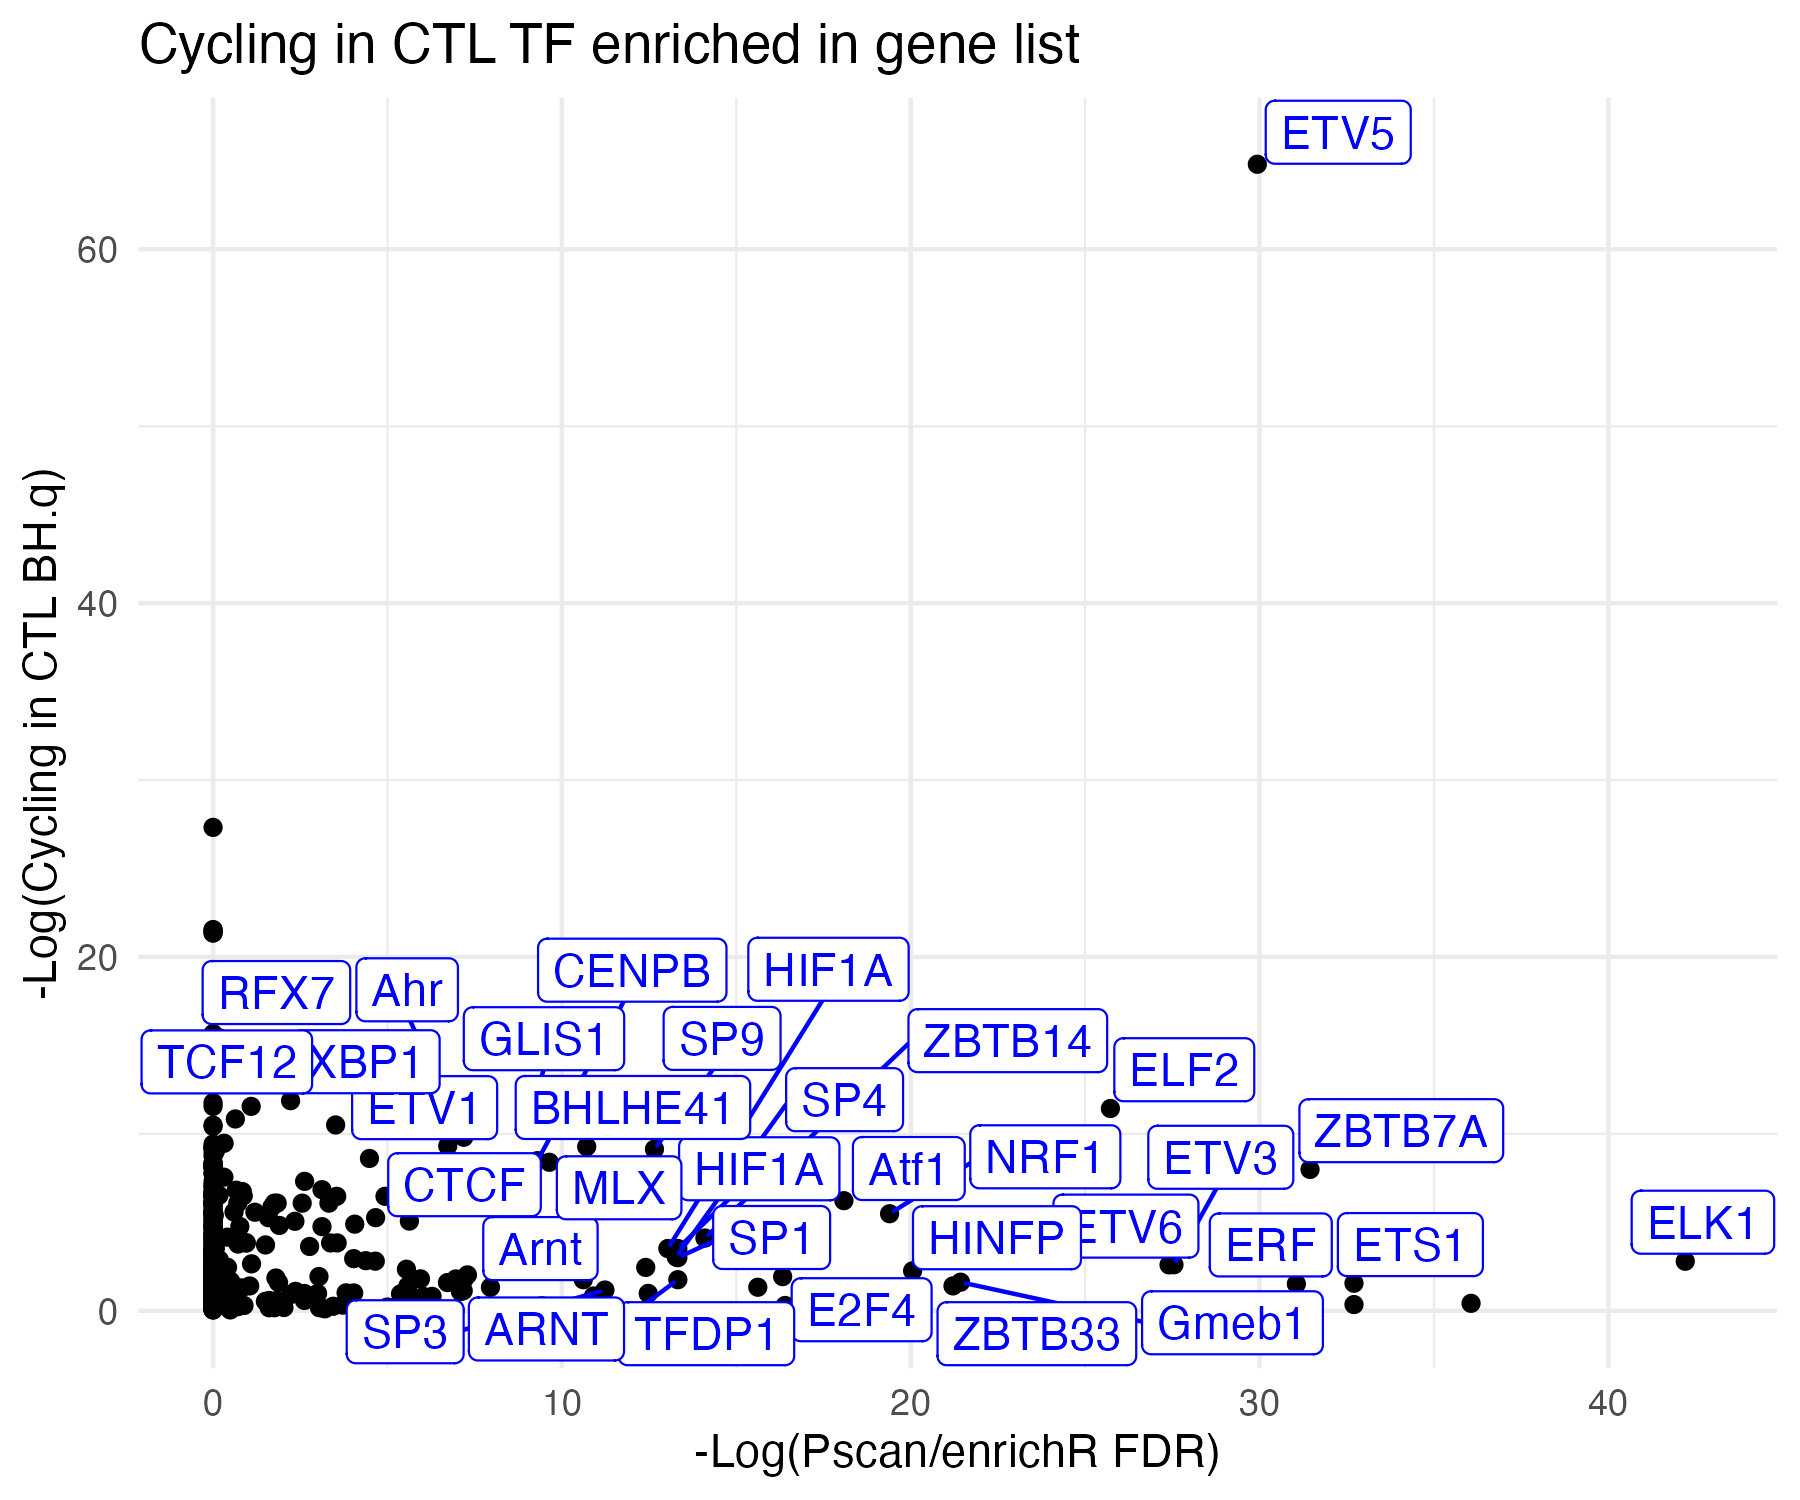 Cycling in CTL TF enriched in gene list
ETV5
60
40
-Log(Cycling in CTL BH.q)
20
0
CENPB
HIF1A
RFX7
Ahr
GLIS1
SP9
ZBTB14
ELF2
TCF12
XBP1
ETV1
BHLHE41
SP4
ZBTB7A
CTCF
MLX
HIF1A
Atf1
NRF1
ETV3
ELK1
Arnt
SP1
HINFP
ETV6
ERF
ETS1
SP3
ARNT
TFDP1
E2F4
ZBTB33
Gmeb1
0 10 20 30 40
-Log(Pscan/enrichR FDR)